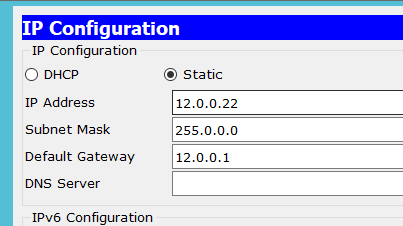 IP Configuration
IP Configuration
DHCP Static
IP Address 12.0.0.22
Subnet Mask 255.0.0.0
Default Gateway 12.0.0.1
DNS Server
IPv6 Configuration